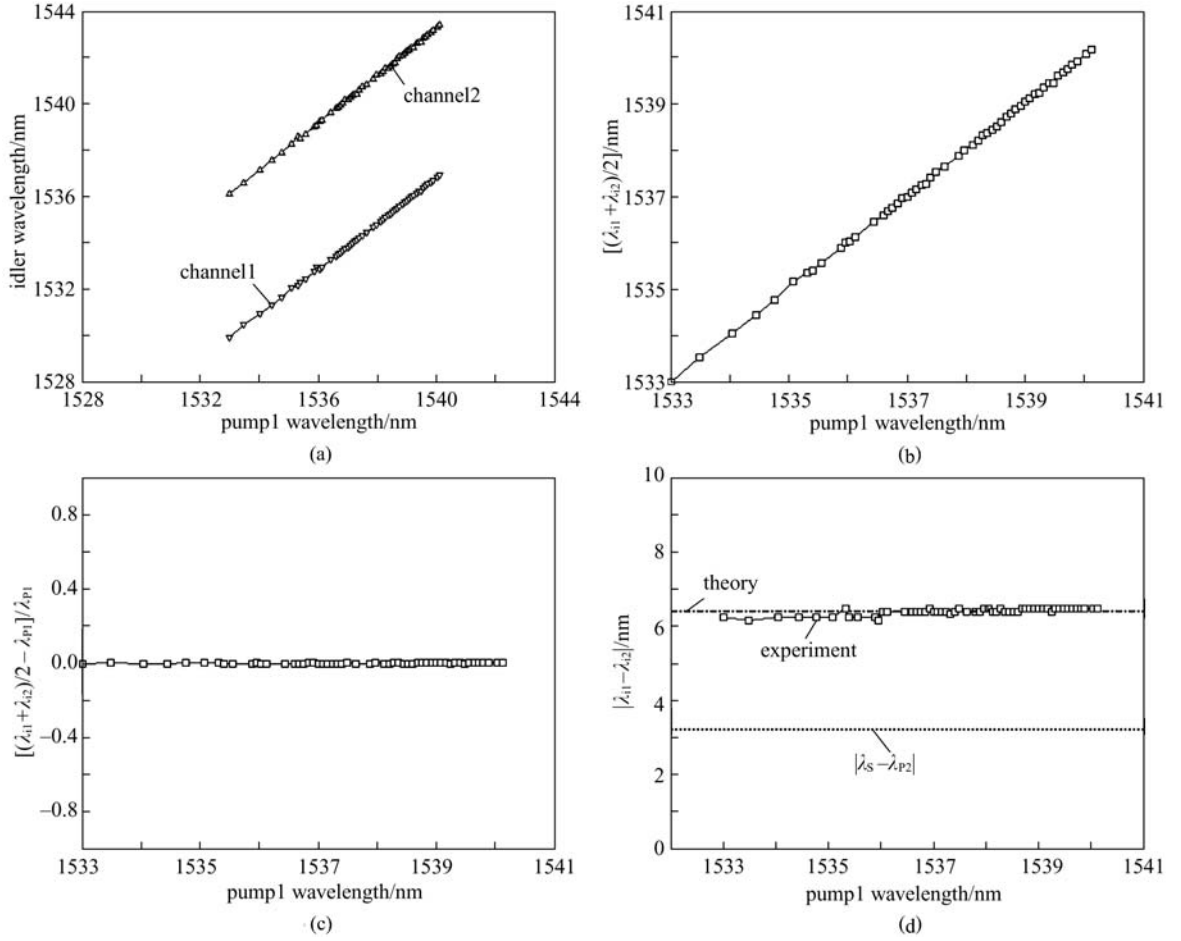 1544
1540
1536
1532
1528
idler wavelength/nm
channel2
channel1
1528
1532
1536
1540
1544
pump1 wavelength/nm
(a)
1541
1539
1537
1535
1533
[(λi1+λi2)/2]/nm
1533
1535
1537
1539
1541
pump1 wavelength/nm
(b)
0.8
0.4
0.0
−0.4
−0.8
[(λi1+λi2)/2−λP1]/λP1
1533
1535
1537
1539
1541
pump1 wavelength/nm
(c)
10
8
6
4
2
0
|λi1−λi2|/nm
theory
experiment
|λS−λP2|
1533
1535
1537
1539
1541
pump1 wavelength/nm
(d)